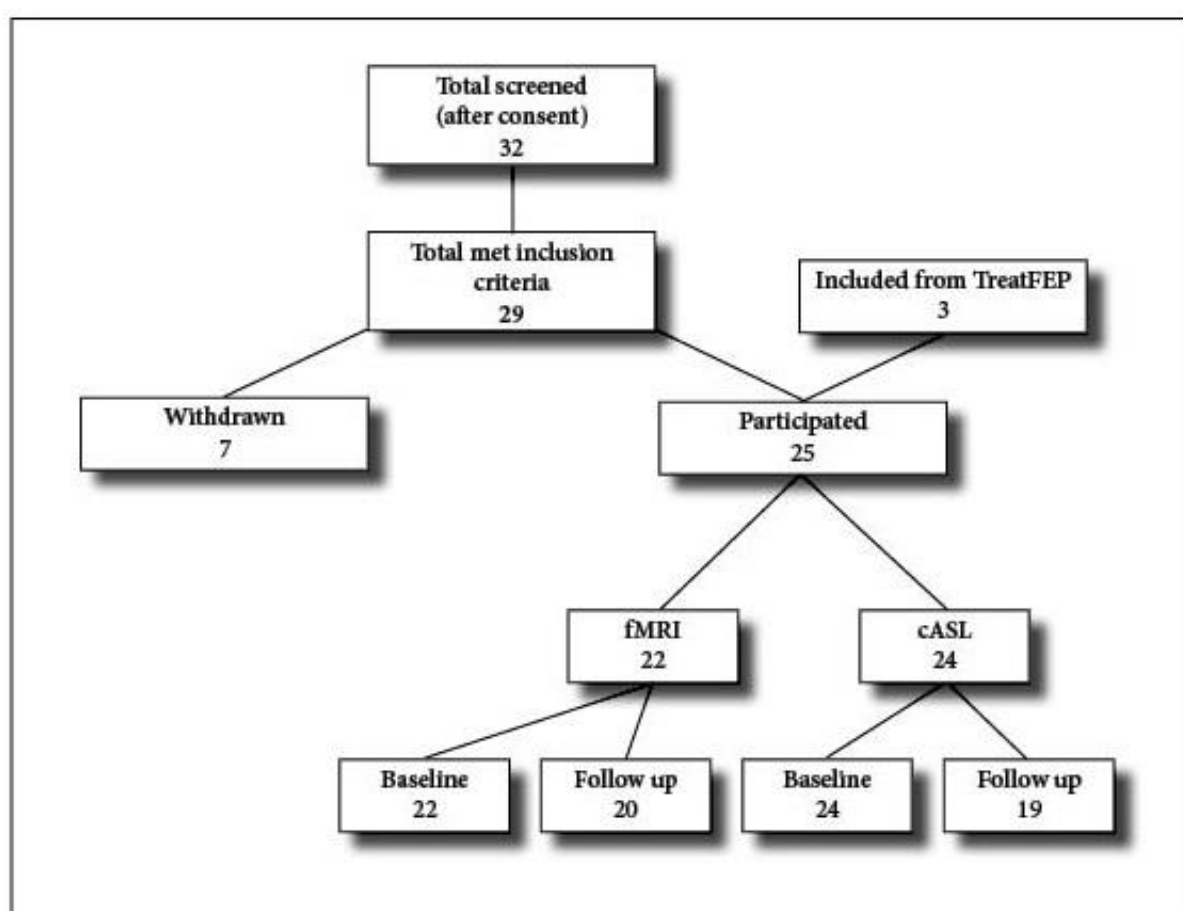 Total screened
(after consent)
32
Total met inclusion
criteria
29
Included from TreatFEP
3
Withdrawn
7
Participated
25
fMRI
22
cASL
24
Baseline
22
Follow up
20
Baseline
24
Follow up
19